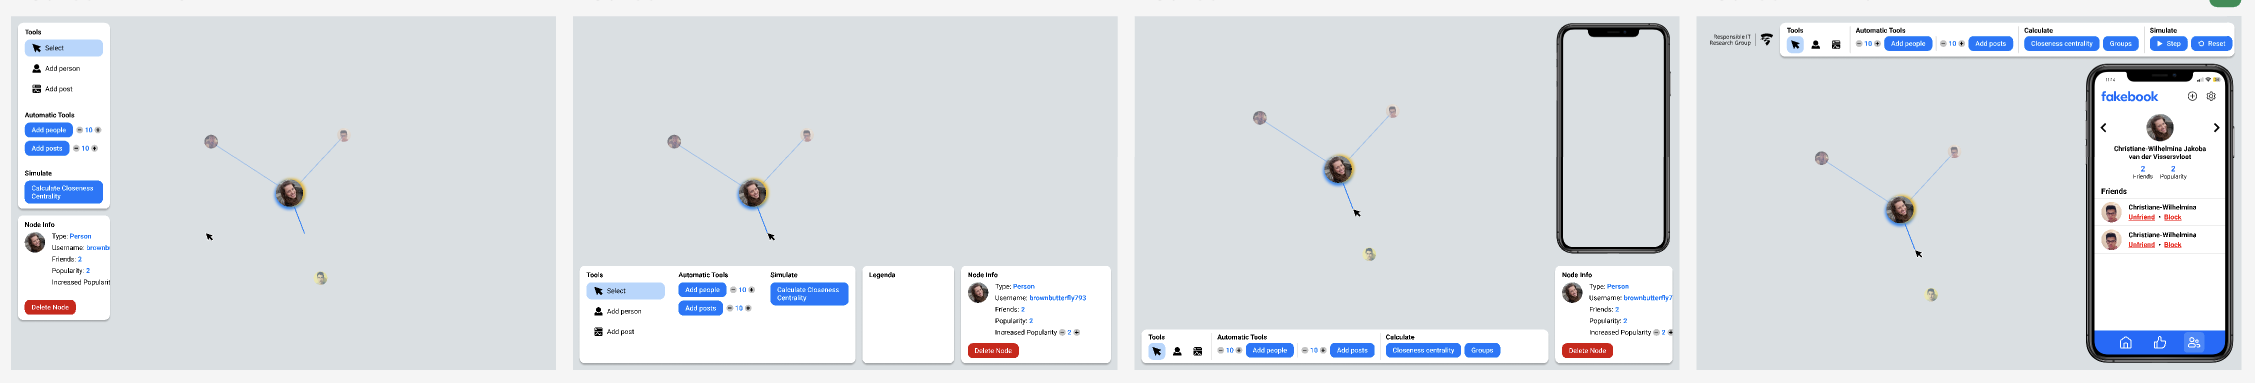 Tools
Select
Add person
Add post
Automatic Tools
Add people 10
Add posts 10
Simulate
Calculate Closeness
Centrality
Node Info
Type: Person
Username: brownb
Friends: 2
Popularity: 2
Increased Popularit
Delete Node
Tools
Select
Add person
Add post
Automatic Tools
Add people 10
Add posts 10
Simulate
Calculate Closeness
Centrality
Legenda
Node Info
Type: Person
Username: brownbutterfly793
Friends: 2
Popularity: 2
Increased Popularity 2
Delete Node
Tools
Automatic Tools
10 Add people 10 Add posts
Calculate
Closeness centrality Groups
Node Info
Type: Person
Username: brownbutterfly7
Friends: 2
Popularity: 2
Increased Popularity 2
Delete Node
Responsible IT
Research Group
Tools
Automatic Tools
10 Add people 10 Add posts
Calculate
Closeness centrality Groups
Simulate
Step Reset
fakebook
Christiane-Wilhelmina Jakoba
van der Vissersvloot
2 2
Friends Popularity
Friends
Christiane-Wilhelmina
Unfriend • Block
Christiane-Wilhelmina
Unfriend • Block